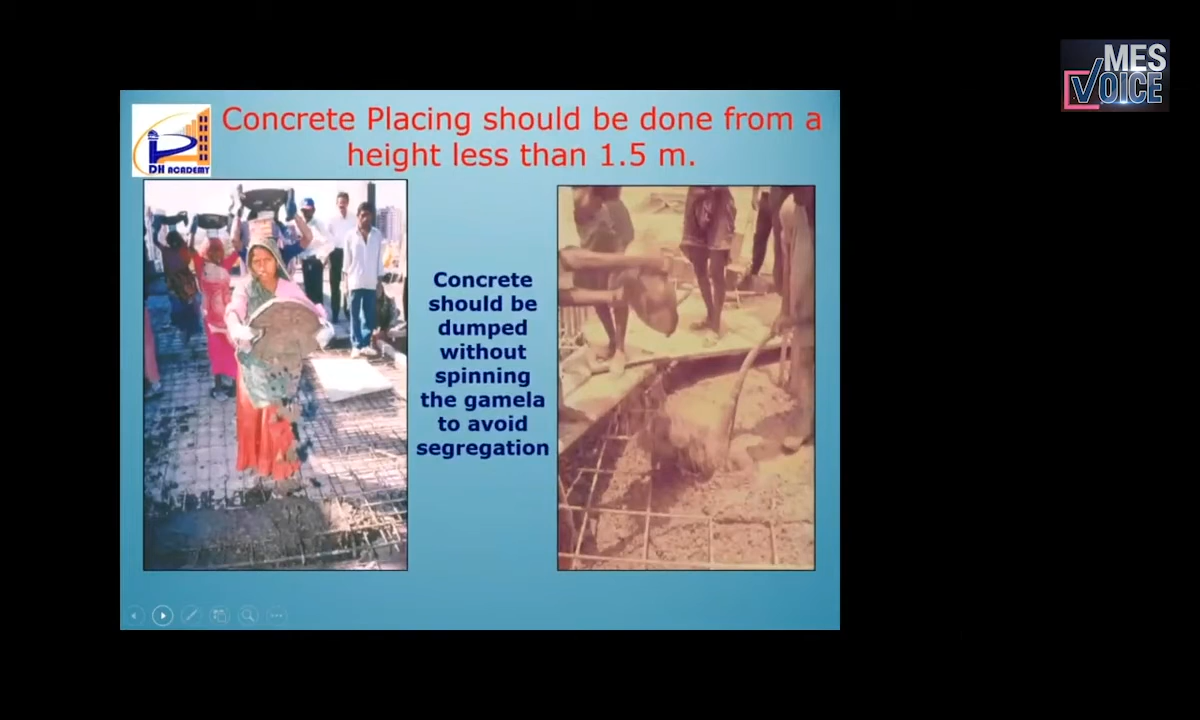 MES
VOICE
Concrete Placing should be done from a
height less than 1.5 m.
DH ACADEMY
Concrete
should be
dumped
without
spinning
the gamela
to avoid
segregation